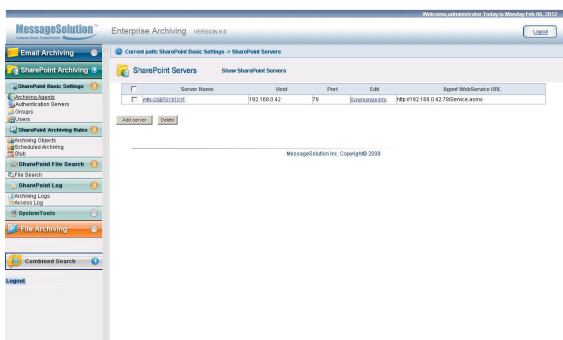 Welcome,administrator Today is Monday Feb 06, 2012
MessageSolution™
Enterprise Archiving VERSION 5.0
Logout
Email Archiving
Current path: SharePoint Basic Settings -> SharePoint Servers
SharePoint Archiving
SharePoint Servers
Show SharePoint Servers
SharePoint Basic Settings
Archiving Agents
Authentication Servers
Groups
Users
Server Name Host Port Edit Agent WebService URL
192.168.0.42 78 Synchronize Info http://192.168.0.42:78/Service.asmx
Add server Delete
SharePoint Archiving Rules
Archiving Objects
Scheduled Archiving
Stub
MessageSolution Inc. Copyright© 2009
SharePoint File Search
File Search
SharePoint Log
Archiving Logs
Access Log
SystemTools
File Archiving
Combined Search
Logout